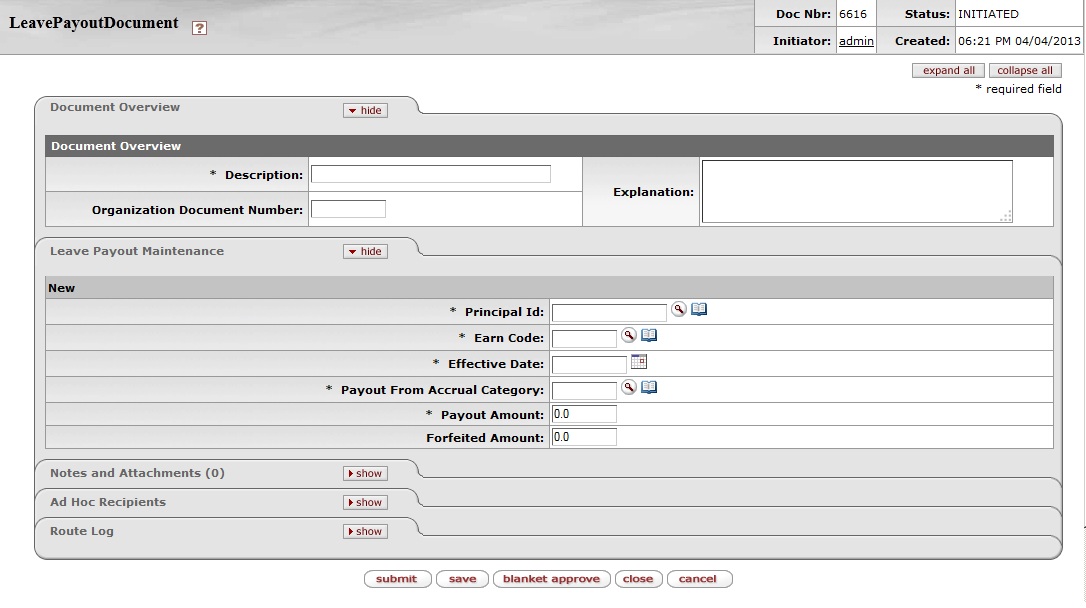 LeavePayoutDocument ?
Doc Nbr: 6616 Status: INITIATED
Initiator: admin Created: 06:21 PM 04/04/2013
expand all collapse all
* required field
Document Overview hide
Document Overview
* Description:
Explanation:
Organization Document Number:
Leave Payout Maintenance hide
New
* Principal Id:
* Earn Code:
* Effective Date:
* Payout From Accrual Category:
* Payout Amount: 0.0
Forfeited Amount: 0.0
Notes and Attachments (0) show
Ad Hoc Recipients show
Route Log show
submit save blanket approve close cancel